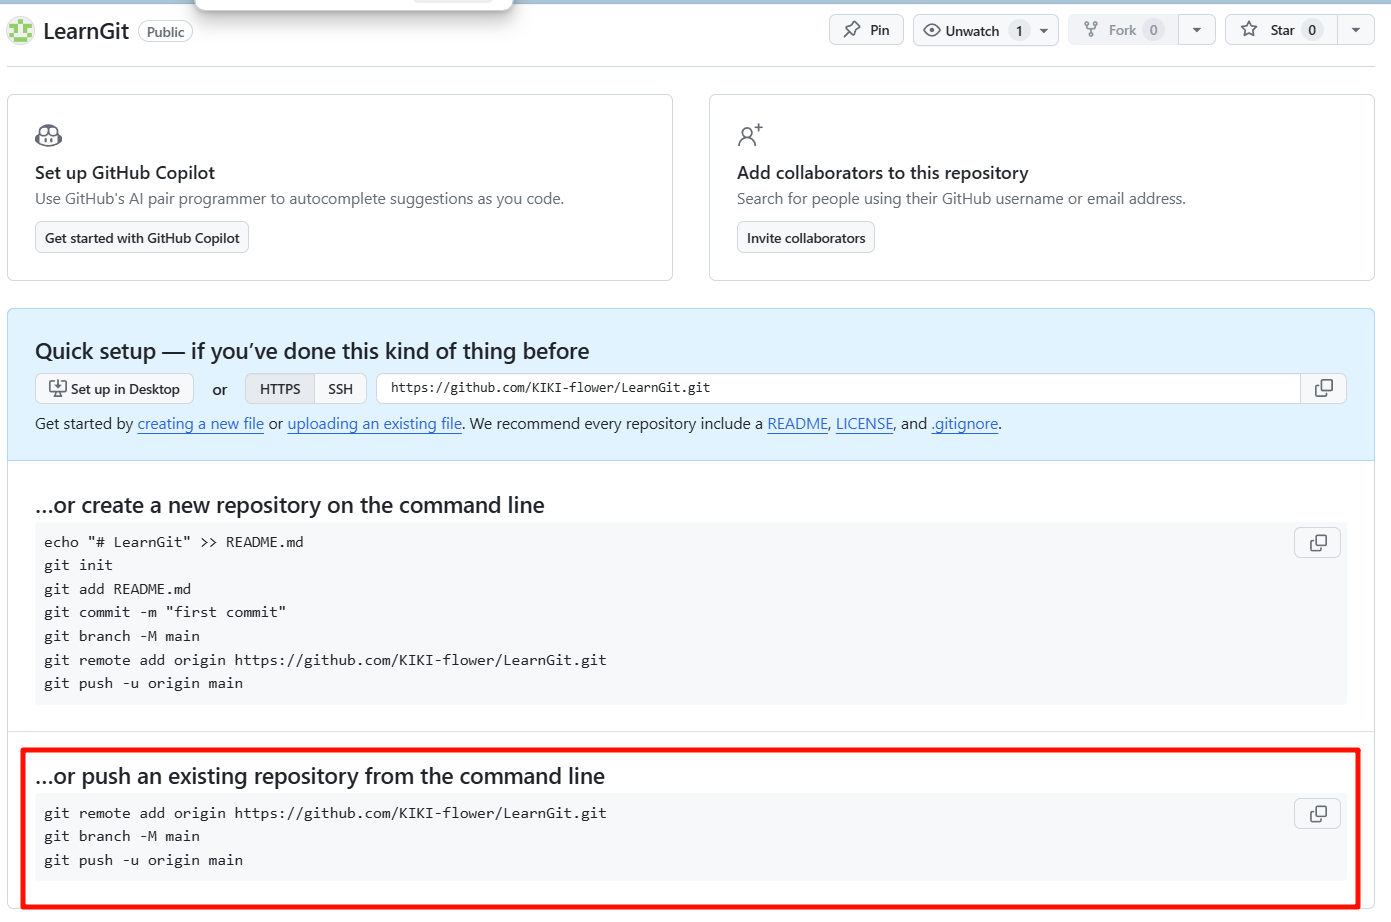 LearnGit Public
Pin
Unwatch 1
Fork 0
Star 0
Set up GitHub Copilot
Use GitHub's AI pair programmer to autocomplete suggestions as you code.
Get started with GitHub Copilot
Add collaborators to this repository
Search for people using their GitHub username or email address.
Invite collaborators
Quick setup — if you’ve done this kind of thing before
Set up in Desktop or HTTPS SSH https://github.com/KIKI-flower/LearnGit.git
Get started by creating a new file or uploading an existing file. We recommend every repository include a README, LICENSE, and .gitignore.
…or create a new repository on the command line
echo "# LearnGit" >> README.md
git init
git add README.md
git commit -m "first commit"
git branch -M main
git remote add origin https://github.com/KIKI-flower/LearnGit.git
git push -u origin main
…or push an existing repository from the command line
git remote add origin https://github.com/KIKI-flower/LearnGit.git
git branch -M main
git push -u origin main